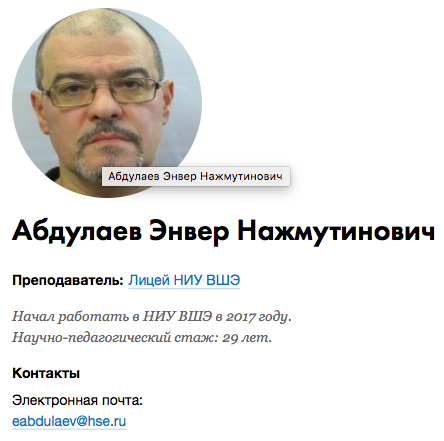 Абдулаев Энвер Нажмутинович
Абдулаев Энвер Нажмутинович
Преподаватель: Лицей НИУ ВШЭ
Начал работать в НИУ ВШЭ в 2017 году.
Научно-педагогический стаж: 29 лет.
Контакты
Электронная почта:
eabdulaev@hse.ru